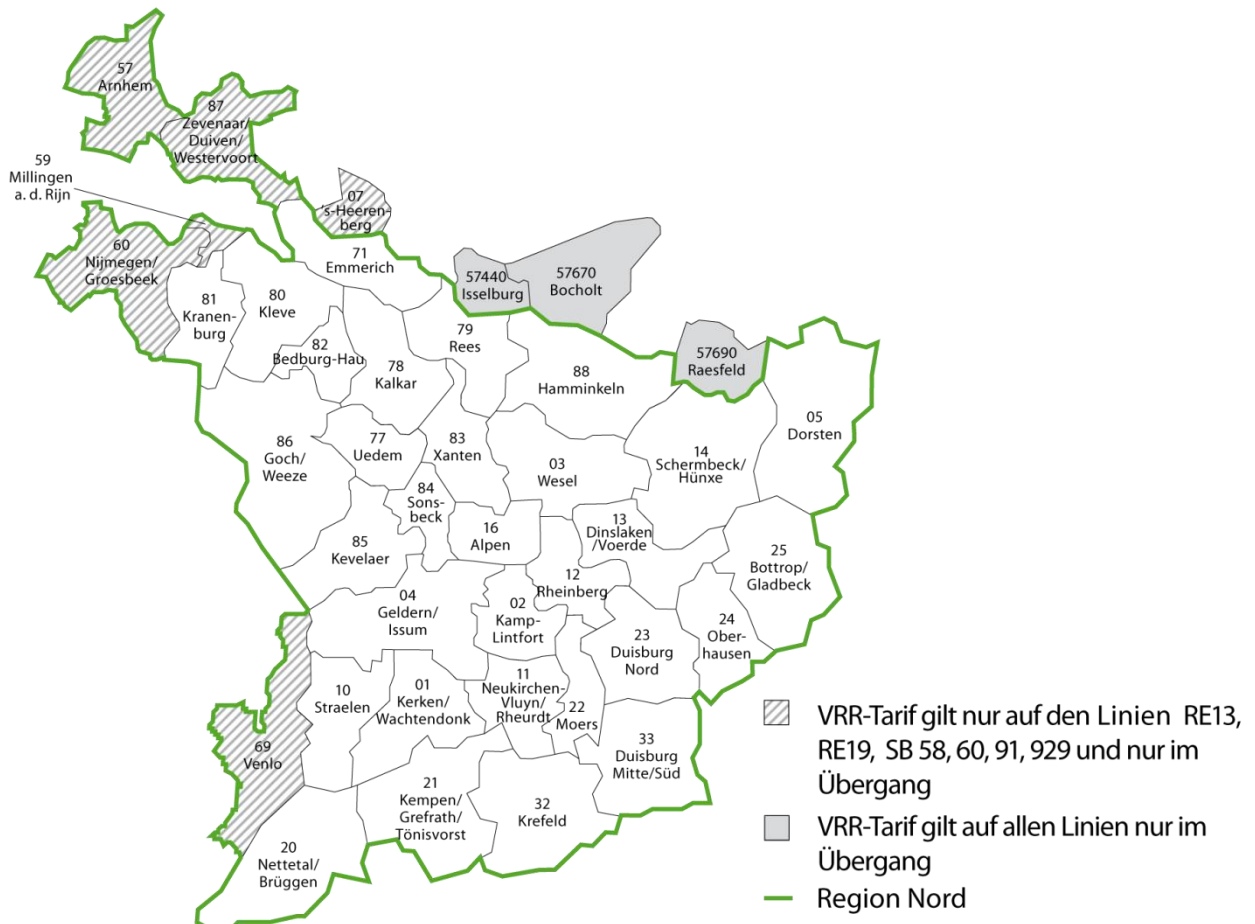 57
Arnhem
87
Zevenaar/
Duiven/
Westervoort
59
Millingen
a. d. Rijn
07
's-Heerenberg
60
Nijmegen/
Groesbeek
71
Emmerich
57440
Isselburg
57670
Bocholt
81
Kranen-
burg
80
Kleve
82
Bedburg-Hau
79
Rees
78
Kalkar
88
Hamminkeln
57690
Raesfeld
05
Dorsten
86
Goch/
Weeze
77
Uedem
83
Xanten
03
Wesel
14
Schermbeck/
Hünxe
84
Sons-
beck
16
Alpen
13
Dinslaken
/Voerde
85
Kevelaer
25
Bottrop/
Gladbeck
04
Geldern/
Issum
02
Kamp-
Lintfort
12
Rheinberg
23
Duisburg
Nord
24
Ober-
hausen
10
Straelen
01
Kerken/
Wachtendonk
11
Neukirchen-
Vluyn/
Rheurdt
22
Moers
69
Venlo
33
Duisburg
Mitte/Süd
21
Kempen/
Grefrath/
Tönisvorst
32
Krefeld
20
Nettetal/
Brüggen
VRR-Tarif gilt nur auf den Linien RE13,
RE19, SB 58, 60, 91, 929 und nur im
Übergang
VRR-Tarif gilt auf allen Linien nur im
Übergang
Region Nord